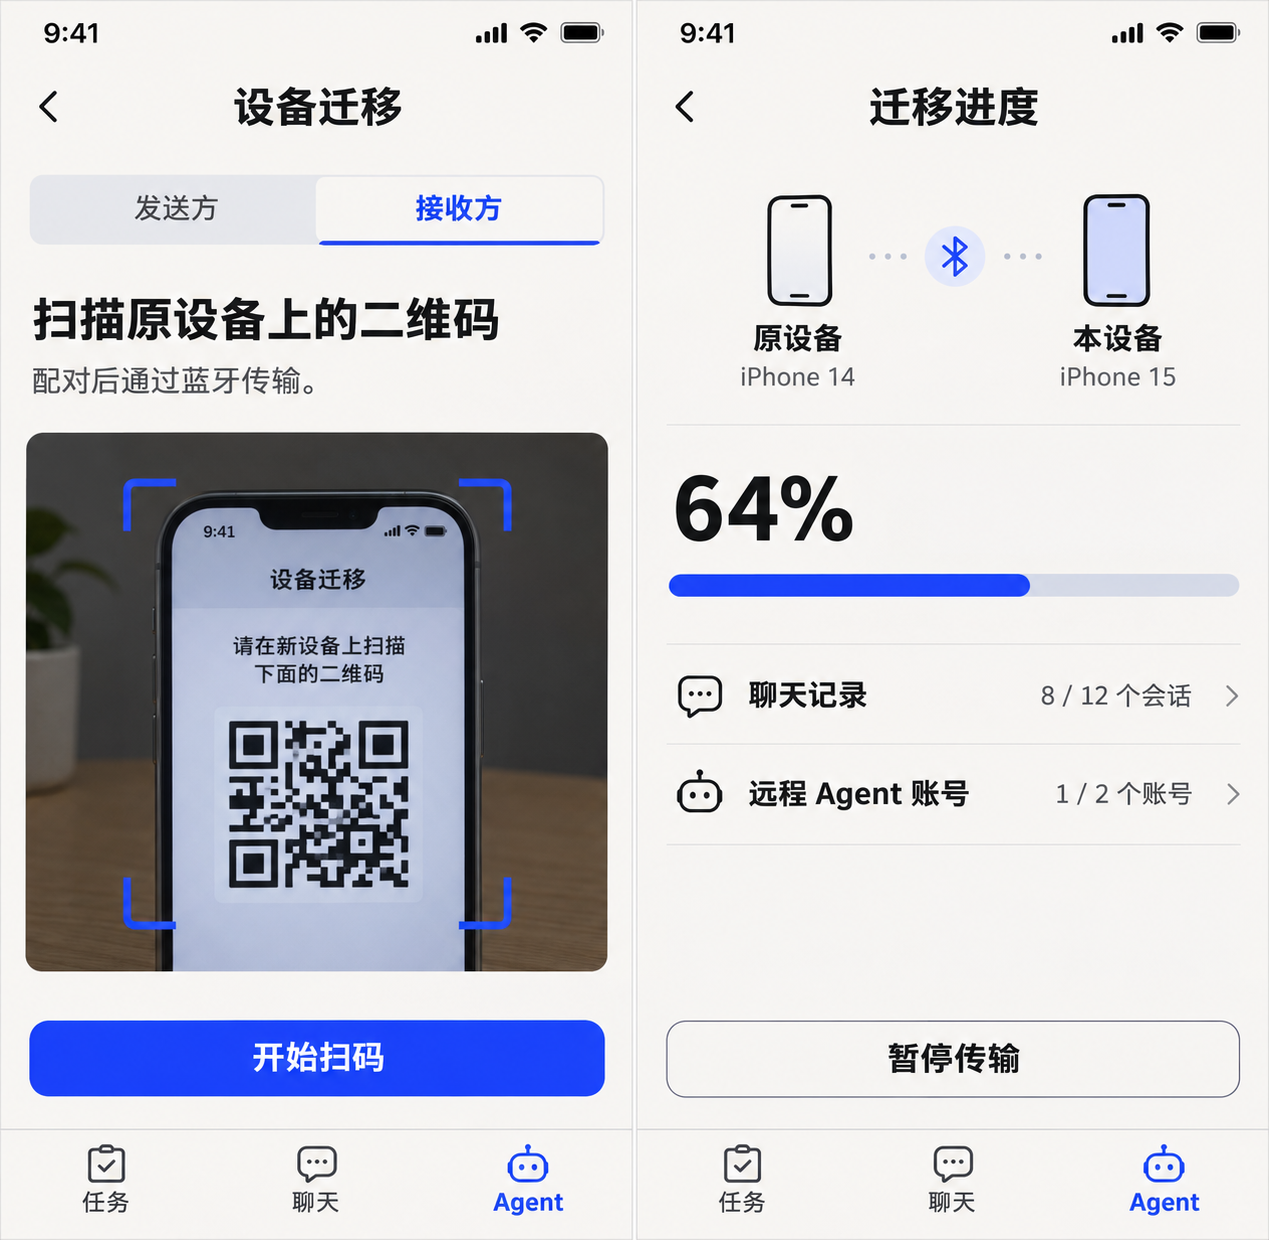 9:41
设备迁移
发送方
接收方
扫描原设备上的二维码
配对后通过蓝牙传输。
9:41
设备迁移
请在新设备上扫描
下面的二维码
开始扫码
任务
聊天
Agent
9:41
迁移进度
原设备
iPhone 14
本设备
iPhone 15
64%
聊天记录
8 / 12 个会话
远程 Agent 账号
1 / 2 个账号
暂停传输
任务
聊天
Agent